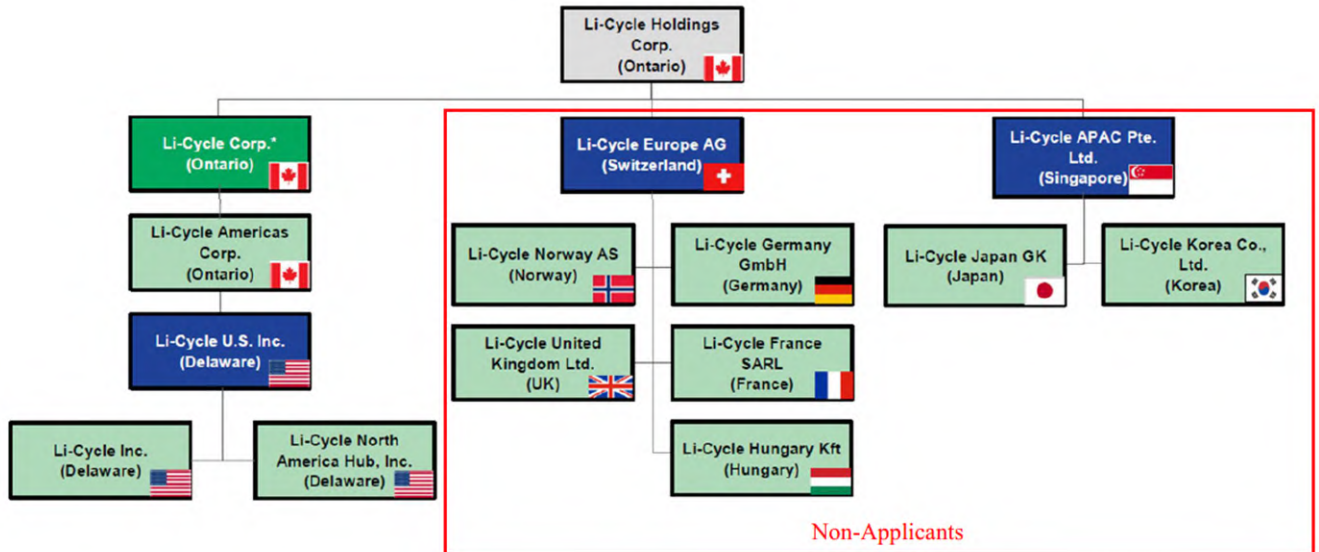 Li-Cycle Holdings
Corp.
(Ontario)
Li-Cycle Corp.*
(Ontario)
Li-Cycle Europe AG
(Switzerland)
Li-Cycle APAC Pte.
Ltd.
(Singapore)
Li-Cycle Americas
Corp.
(Ontario)
Li-Cycle Norway AS
(Norway)
Li-Cycle Germany
GmbH
(Germany)
Li-Cycle Japan GK
(Japan)
Li-Cycle Korea Co.,
Ltd.
(Korea)
Li-Cycle U.S. Inc.
(Delaware)
Li-Cycle United
Kingdom Ltd.
(UK)
Li-Cycle France
SARL
(France)
Li-Cycle Inc.
(Delaware)
Li-Cycle North
America Hub, Inc.
(Delaware)
Li-Cycle Hungary Kft
(Hungary)
Non-Applicants